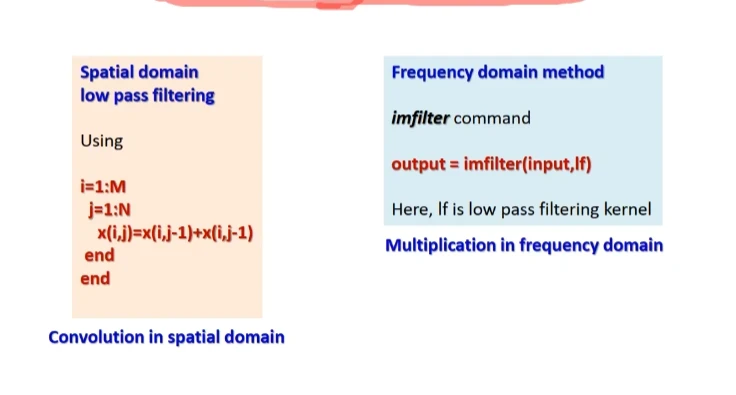 Spatial domain
low pass filtering
Using
i=1:M
j=1:N
x(i,j)=x(i,j-1)+x(i,j-1)
end
end
Convolution in spatial domain
Frequency domain method
imfilter command
output = imfilter(input,lf)
Here, lf is low pass filtering kernel
Multiplication in frequency domain